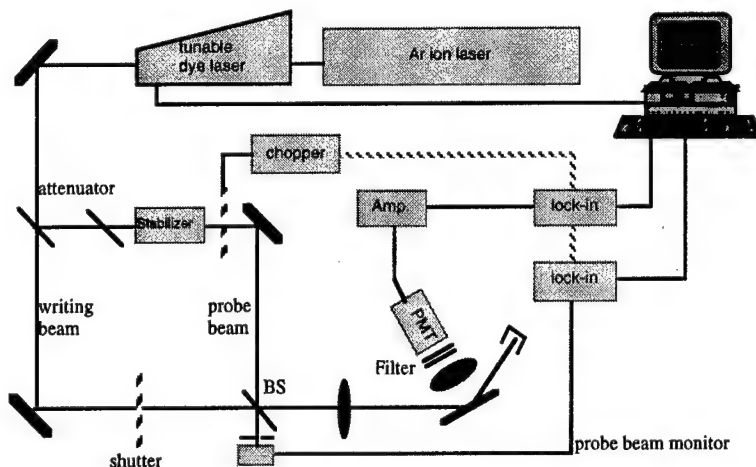 tunable
dye laser
Ar ion laser
chopper
attenuator
Stabilizer
Amp.
lock-in
lock-in
writing
beam
probe
beam
PMT
Filter
BS
shutter
probe beam monitor